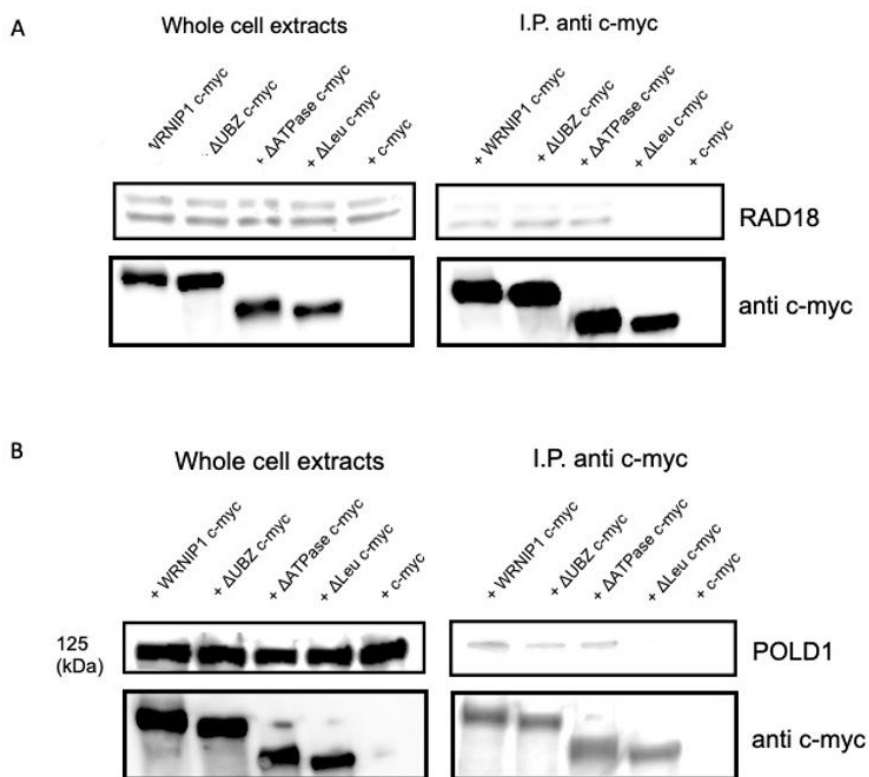 A
Whole cell extracts
I.P. anti c-myc
WRNIP1 c-myc
ΔUBZ c-myc
+ ΔATPase c-myc
+ ΔLeu c-myc
+ c-myc
+ WRNIP1 c-myc
+ ΔUBZ c-myc
+ ΔATPase c-myc
+ ΔLeu c-myc
+ c-myc
RAD18
anti c-myc
B
Whole cell extracts
I.P. anti c-myc
+ WRNIP1 c-myc
+ ΔUBZ c-myc
+ ΔATPase c-myc
+ ΔLeu c-myc
+ c-myc
+ WRNIP1 c-myc
+ ΔUBZ c-myc
+ ΔATPase c-myc
+ ΔLeu c-myc
+ c-myc
125
(kDa)
POLD1
anti c-myc